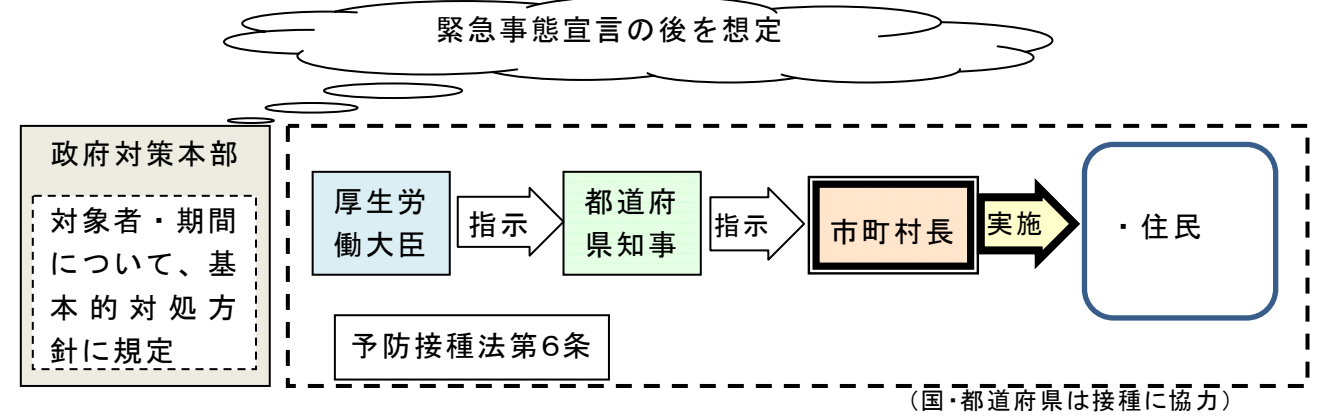 緊急事態宣言の後を想定
政府対策本部
対象者・期間
について、基
本的対処方
針に規定
厚生労
働大臣
指示
都道府
県知事
指示
市町村長
実施
・住民
予防接種法第6条
（国・都道府県は接種に協力）